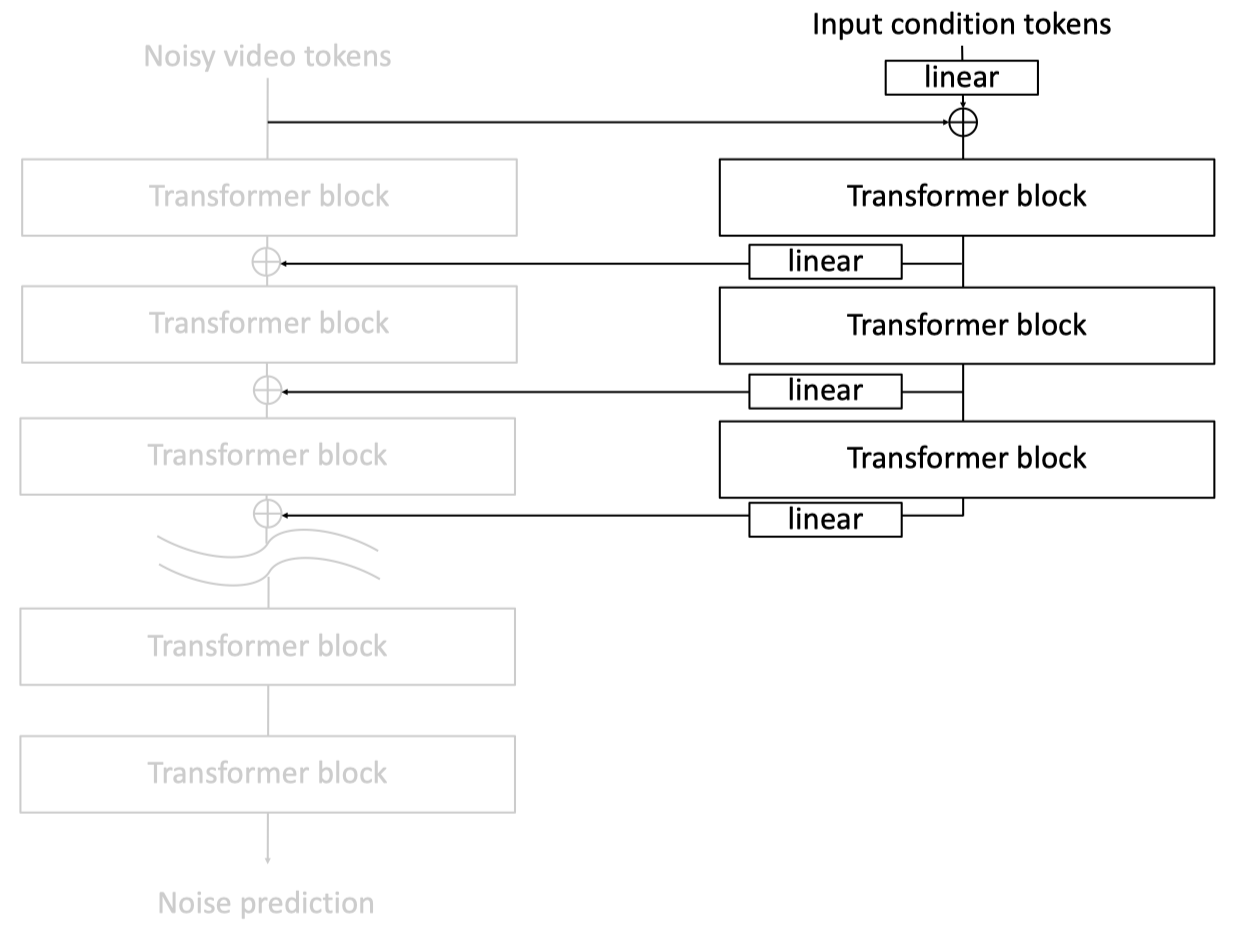 Input condition tokens
Noisy video tokens
linear
Transformer block
Transformer block
linear
Transformer block
Transformer block
linear
Transformer block
Transformer block
linear
Transformer block
Transformer block
Noise prediction